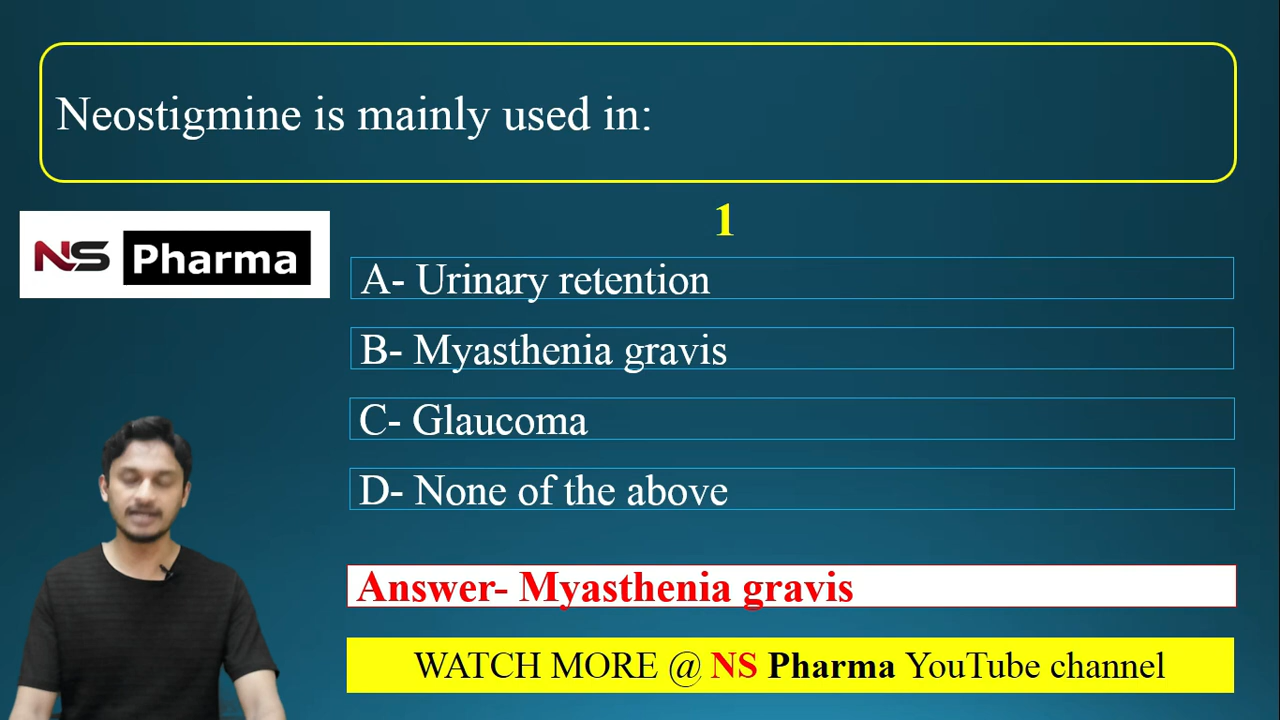 Neostigmine is mainly used in:
1
NS Pharma
A- Urinary retention
B- Myasthenia gravis
C- Glaucoma
D- None of the above
Answer- Myasthenia gravis
WATCH MORE @ NS Pharma YouTube channel